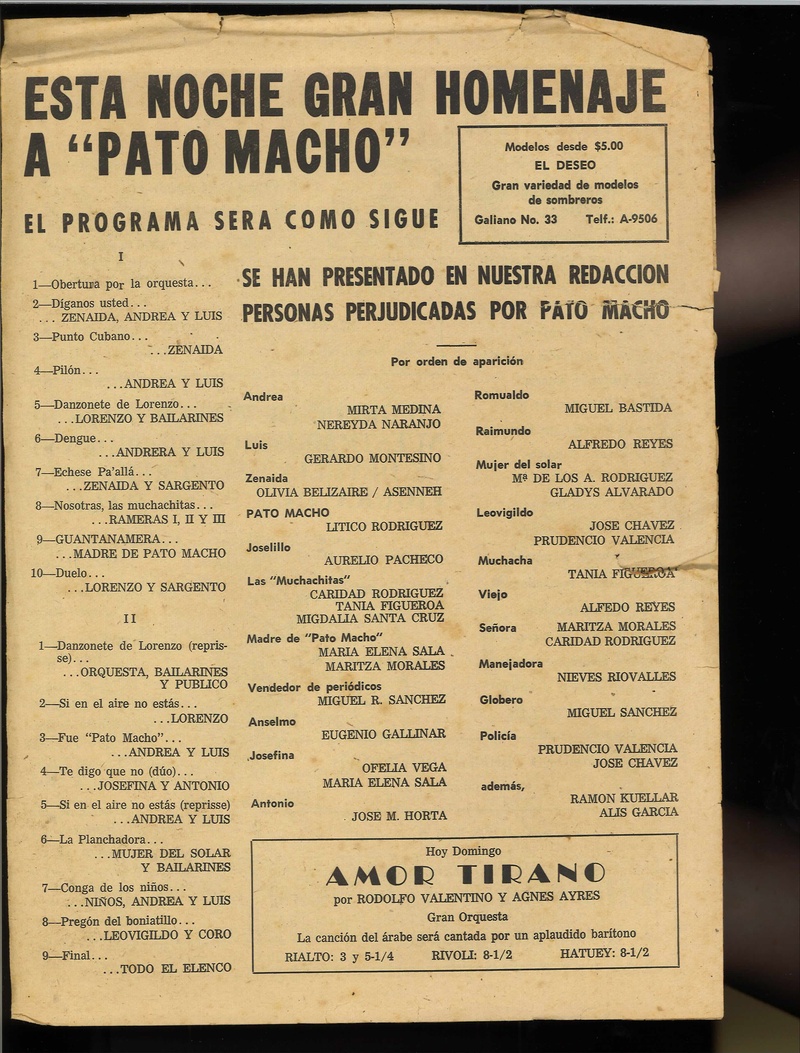 ESTA NOCHE GRAN HOMENAJE
A "PATO MACHO"
Modelos desde $5.00
EL DESEO
Gran variedad de modelos
de sombreros
Galiano No. 33 Telf.: A-9506
EL PROGRAMA SERA COMO SIGUE
I
1—Obertura por la orquesta...
2—Díganos usted...
... ZENAIDA, ANDREA Y LUIS
3—Punto Cubano...
...ZENAIDA
4—Pilón...
...ANDREA Y LUIS
5—Danzonete de Lorenzo...
...LORENZO Y BAILARINES
6—Dengue...
...ANDRERA Y LUIS
7—Echese Pa'allá...
...ZENAIDA Y SARGENTO
8—Nosotras, las muchachitas...
...RAMERAS I, II Y III
9—GUANTANAMERA...
...MADRE DE PATO MACHO
10—Duelo...
...LORENZO Y SARGENTO
II
1—Danzonete de Lorenzo (repris-
se)...
...ORQUESTA, BAILARINES
Y PUBLICO
2—Si en el aire no estás...
...LORENZO
3—Fue "Pato Macho"...
...ANDREA Y LUIS
4—Te digo que no (dúo)...
...JOSEFINA Y ANTONIO
5—Si en el aire no estás (reprisse)
...ANDREA Y LUIS
6—La Planchadora...
...MUJER DEL SOLAR
Y BAILARINES
7—Conga de los niños...
...NIÑOS, ANDREA Y LUIS
8—Pregón del boniatillo...
...LEOVIGILDO Y CORO
9—Final...
...TODO EL ELENCO
SE HAN PRESENTADO EN NUESTRA REDACCION
PERSONAS PERJUDICADAS POR PATO MACHO
Por orden de aparición
Andrea
MIRTA MEDINA
NEREYDA NARANJO
Luis
GERARDO MONTESINO
Zenaida
OLIVIA BELIZAIRE / ASENNEH
PATO MACHO
LITICO RODRIGUEZ
Joselillo
AURELIO PACHECO
Las "Muchachitas"
CARIDAD RODRIGUEZ
TANIA FIGUEROA
MIGDALIA SANTA CRUZ
Madre de "Pato Macho"
MARIA ELENA SALA
MARITZA MORALES
Vendedor de periódicos
MIGUEL R. SANCHEZ
Anselmo
EUGENIO GALLINAR
Josefina
OFELIA VEGA
MARIA ELENA SALA
Antonio
JOSE M. HORTA
Romualdo
MIGUEL BASTIDA
Raimundo
ALFREDO REYES
Mujer del solar
Mª DE LOS A. RODRIGUEZ
GLADYS ALVARADO
Leovigildo
JOSE CHAVEZ
PRUDENCIO VALENCIA
Muchacha
TANIA FIGUEROA
Viejo
ALFEDO REYES
Señora MARITZA MORALES
CARIDAD RODRIGUEZ
Manejadora
NIEVES RIOVALLES
Globero
MIGUEL SANCHEZ
Policía
PRUDENCIO VALENCIA
JOSE CHAVEZ
además,
RAMON KUELLAR
ALIS GARCIA
Hoy Domingo
AMOR TIRANO
por RODOLFO VALENTINO Y AGNES AYRES
Gran Orquesta
La canción del árabe será cantada por un aplaudido barítono
RIALTO: 3 y 5-1/4 RIVOLI: 8-1/2 HATUEY: 8-1/2